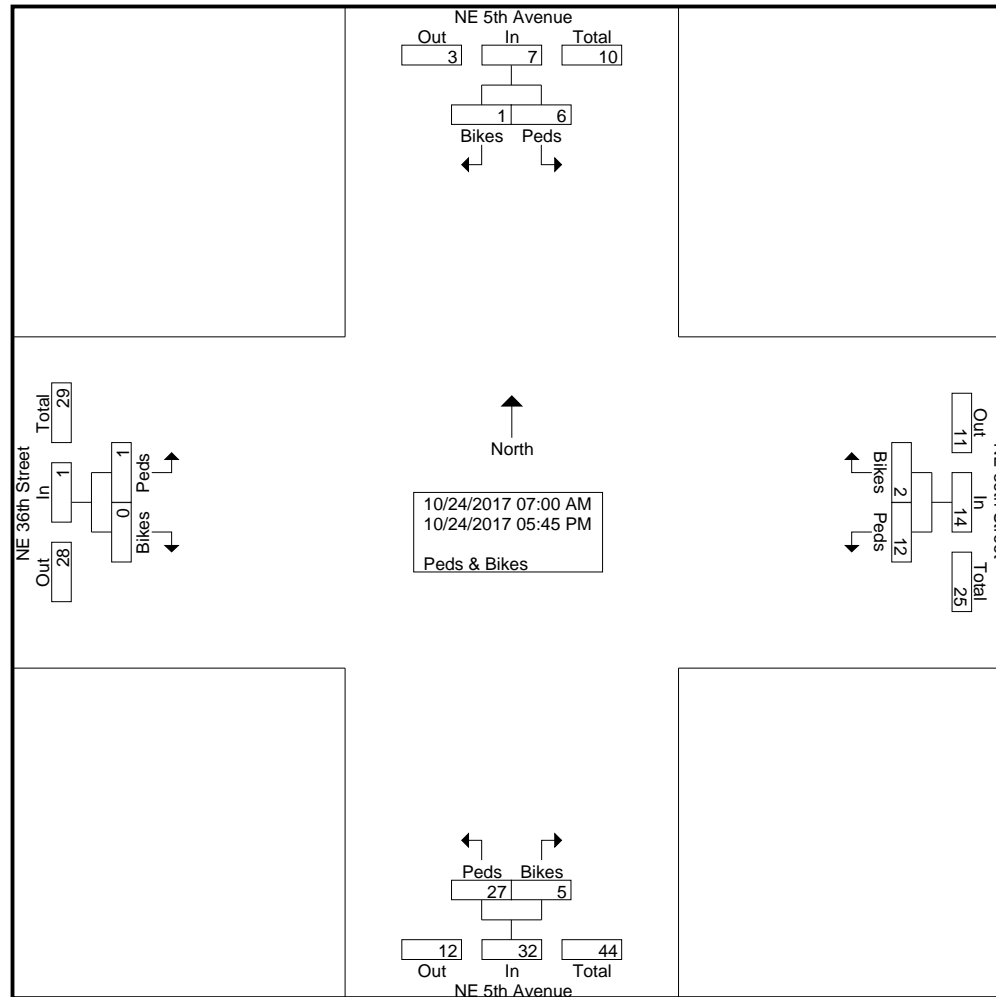 NE 5th Avenue
Out In Total
3 7 10
1 6
Bikes Peds
NE 36th Street
Total In Out
29 1 28
1 0
Peds Bikes
North
10/24/2017 07:00 AM
10/24/2017 05:45 PM
Peds & Bikes
Bikes Peds
2 12
Out In Total
11 14 25
Peds Bikes
27 5
12 32 44
Out In Total
NE 5th Avenue